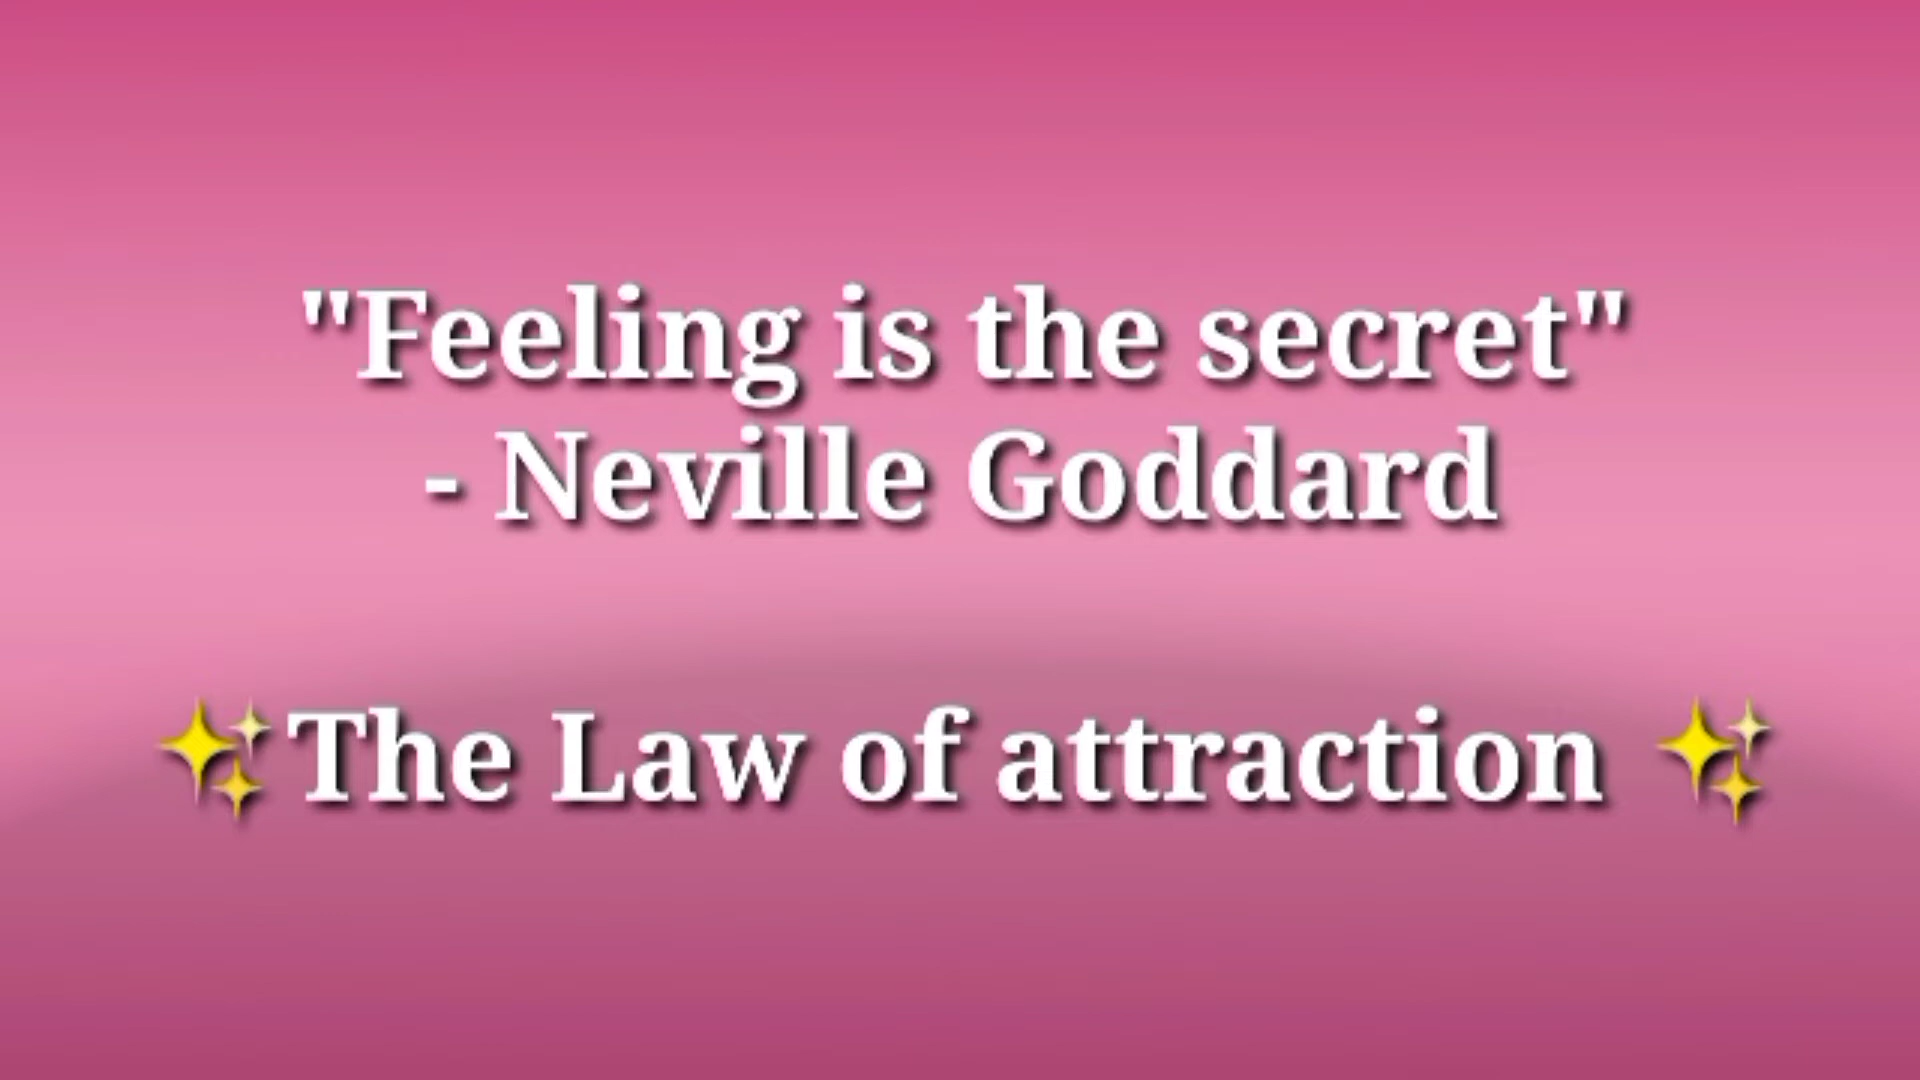 "Feeling is the secret"
- Neville Goddard
✨The Law of attraction ✨